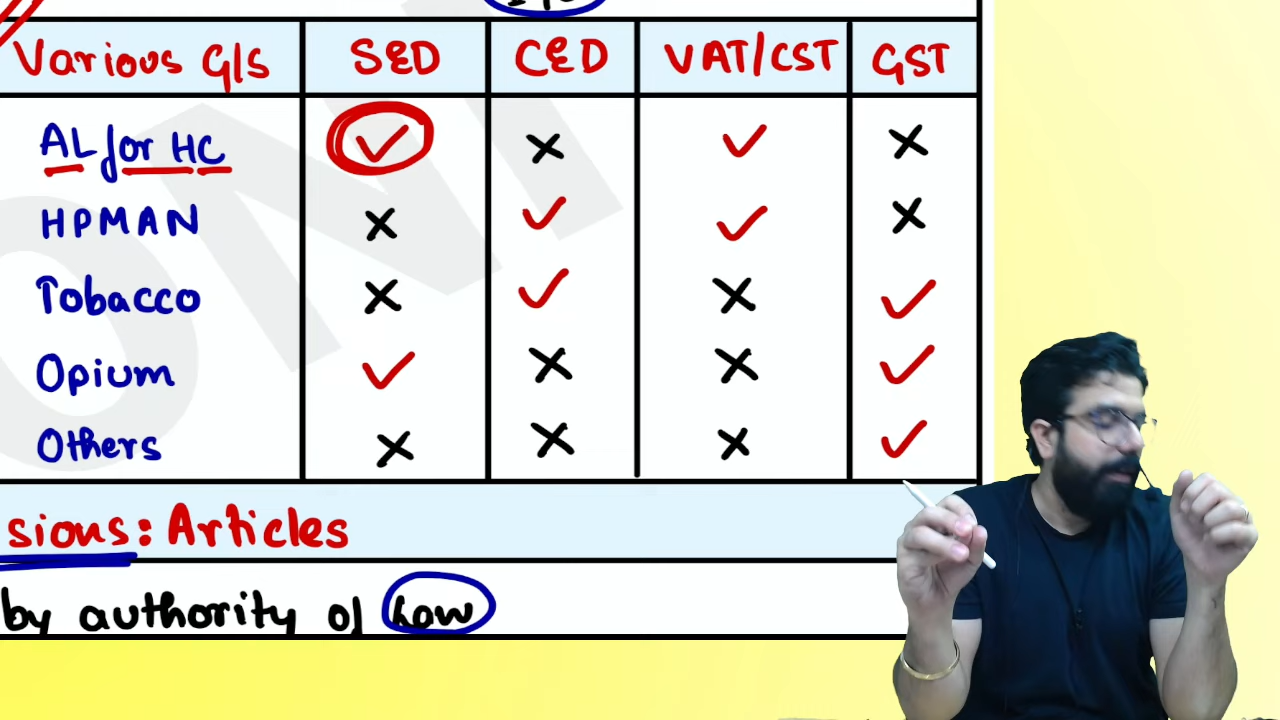 Various G/S SED CED VAT/CST GST
AL for HC ✓ × ✓ ×
HPMAN × ✓ ✓ ×
Tobacco × ✓ × ✓
Opium ✓ × × ✓
Others × × × ✓
sions: Articles
by authority of Law